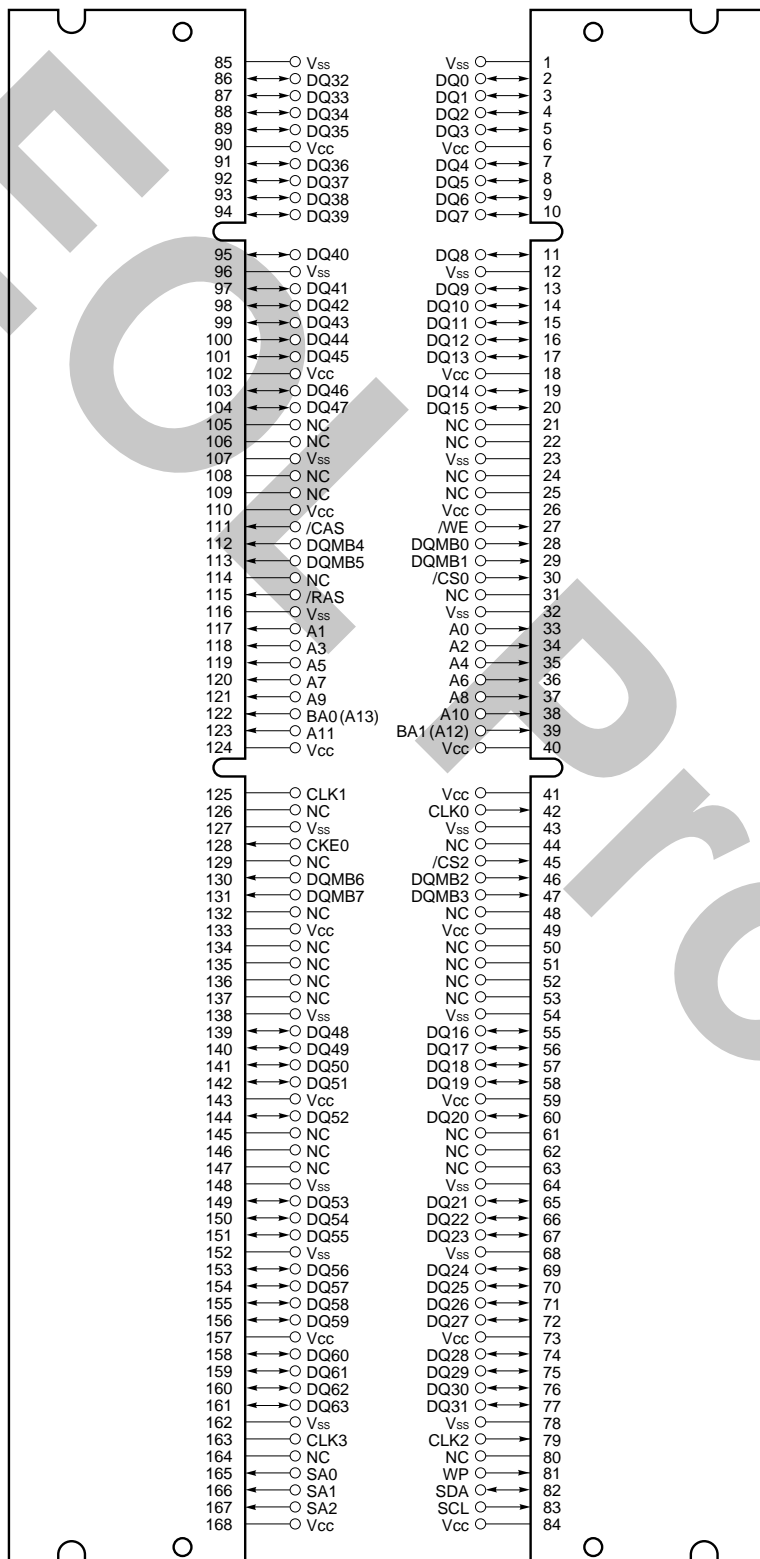 85 Vss Vss 1
86 DQ32 DQ0 2
87 DQ33 DQ1 3
88 DQ34 DQ2 4
89 DQ35 DQ3 5
90 Vcc Vcc 6
91 DQ36 DQ4 7
92 DQ37 DQ5 8
93 DQ38 DQ6 9
94 DQ39 DQ7 10
95 DQ40 DQ8 11
96 Vss Vss 12
97 DQ41 DQ9 13
98 DQ42 DQ10 14
99 DQ43 DQ11 15
100 DQ44 DQ12 16
101 DQ45 DQ13 17
102 Vcc Vcc 18
103 DQ46 DQ14 19
104 DQ47 DQ15 20
105 NC NC 21
106 NC NC 22
107 Vss Vss 23
108 NC NC 24
109 NC NC 25
110 Vcc Vcc 26
111 /CAS /WE 27
112 DQMB4 DQMB0 28
113 DQMB5 DQMB1 29
114 NC /CS0 30
115 /RAS NC 31
116 Vss Vss 32
117 A1 A0 33
118 A3 A2 34
119 A5 A4 35
120 A7 A6 36
121 A9 A8 37
122 BA0 (A13) A10 38
123 A11 BA1 (A12) 39
124 Vcc Vcc 40
125 CLK1 Vcc 41
126 NC CLK0 42
127 Vss Vss 43
128 CKE0 NC 44
129 NC /CS2 45
130 DQMB6 DQMB2 46
131 DQMB7 DQMB3 47
132 NC NC 48
133 Vcc Vcc 49
134 NC NC 50
135 NC NC 51
136 NC NC 52
137 NC NC 53
138 Vss Vss 54
139 DQ48 DQ16 55
140 DQ49 DQ17 56
141 DQ50 DQ18 57
142 DQ51 DQ19 58
143 Vcc Vcc 59
144 DQ52 DQ20 60
145 NC NC 61
146 NC NC 62
147 NC NC 63
148 Vss Vss 64
149 DQ53 DQ21 65
150 DQ54 DQ22 66
151 DQ55 DQ23 67
152 Vss Vss 68
153 DQ56 DQ24 69
154 DQ57 DQ25 70
155 DQ58 DQ26 71
156 DQ59 DQ27 72
157 Vcc Vcc 73
158 DQ60 DQ28 74
159 DQ61 DQ29 75
160 DQ62 DQ30 76
161 DQ63 DQ31 77
162 Vss Vss 78
163 CLK3 CLK2 79
164 NC NC 80
165 SA0 WP 81
166 SA1 SDA 82
167 SA2 SCL 83
168 Vcc Vcc 84
EOL Pro